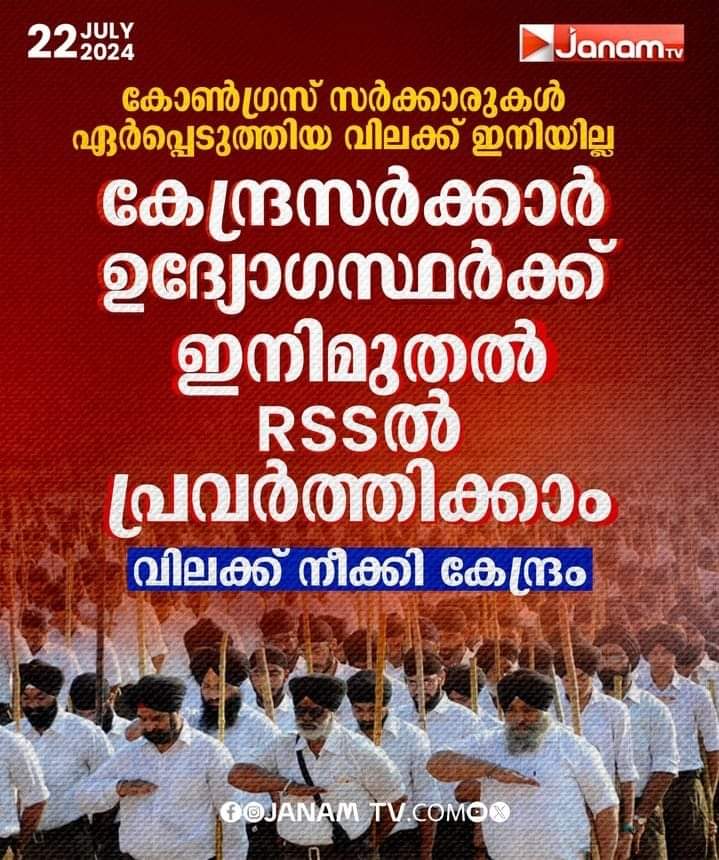 22 JULY
2024
Janam TV
കോൺഗ്രസ് സർക്കാരുകൾ
ഏർപ്പെടുത്തിയ വിലക്ക് ഇനിയില്ല
കേന്ദ്രസർക്കാർ
ഉദ്യോഗസ്ഥർക്ക്
ഇനിമുതൽ
RSSൽ
പ്രവർത്തിക്കാം
വിലക്ക് നീക്കി കേന്ദ്രം
JANAM TV.COM